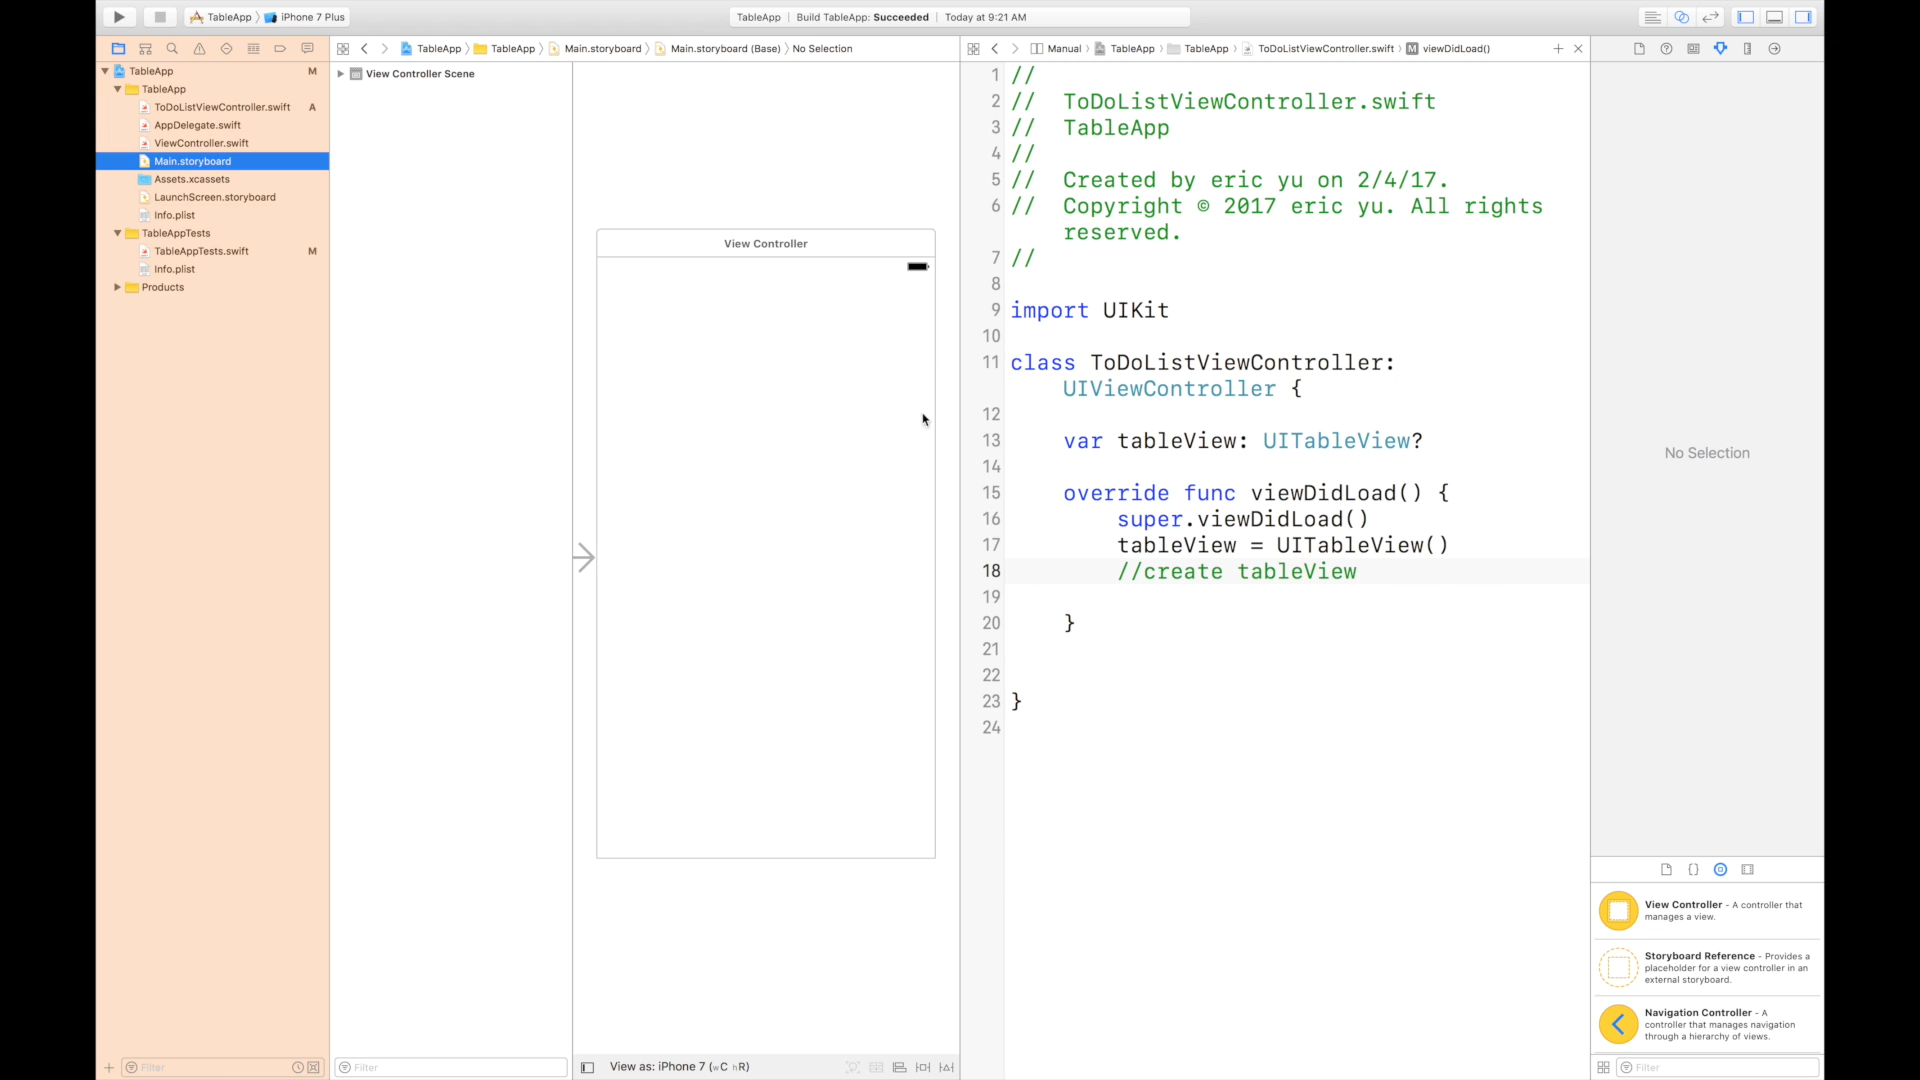 TableApp
iPhone 7 Plus
TableApp | Build TableApp: Succeeded | Today at 9:21 AM
TableApp
TableApp
Main.storyboard
Main.storyboard (Base)
No Selection
Manual
TableApp
TableApp
ToDoListViewController.swift
viewDidLoad()
TableApp M
TableApp
ToDoListViewController.swift A
AppDelegate.swift
ViewController.swift
Main.storyboard
Assets.xcassets
LaunchScreen.storyboard
Info.plist
TableAppTests
TableAppTests.swift M
Info.plist
Products
Filter
View Controller Scene
Filter
View Controller
View as: iPhone 7 (wC hR)
1 //
2 // ToDoListViewController.swift
3 // TableApp
4 //
5 // Created by eric yu on 2/4/17.
6 // Copyright © 2017 eric yu. All rights
reserved.
7 //
8
9 import UIKit
10
11 class ToDoListViewController:
UIViewController {
12
13 var tableView: UITableView?
14
15 override func viewDidLoad() {
16 super.viewDidLoad()
17 tableView = UITableView()
18 //create tableView
19
20 }
21
22
23 }
24
No Selection
View Controller - A controller that
manages a view.
Storyboard Reference - Provides a
placeholder for a view controller in an
external storyboard.
Navigation Controller - A
controller that manages navigation
through a hierarchy of views.
Filter